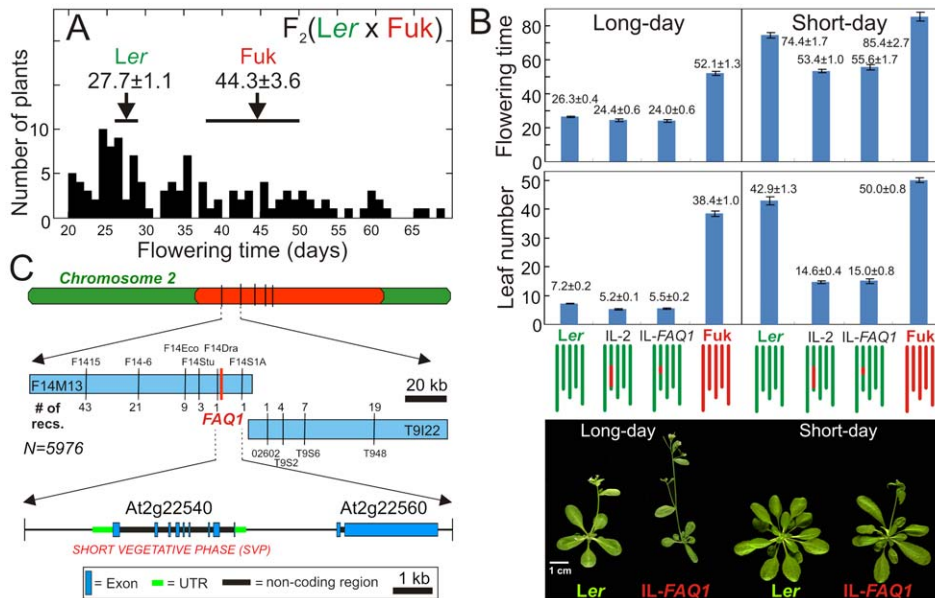 A
F2(Ler x Fuk)
Ler
27.7±1.1
Fuk
44.3±3.6
Number of plants
10
5
0
20 25 30 35 40 45 50 55 60 65
Flowering time (days)
B
Long-day
Short-day
Flowering time
80
60
40
20
0
26.3±0.4
24.4±0.6
24.0±0.6
52.1±1.3
74.4±1.7
53.4±1.0
55.6±1.7
85.4±2.7
Leaf number
50
40
30
20
10
0
7.2±0.2
5.2±0.1
5.5±0.2
38.4±1.0
42.9±1.3
14.6±0.4
15.0±0.8
50.0±0.8
Ler IL-2 IL-FAQ1 Fuk Ler IL-2 IL-FAQ1 Fuk
Long-day
Short-day
1 cm
Ler IL-FAQ1 Ler IL-FAQ1
C
Chromosome 2
F14Eco F14Dra
F1415 F14-6 F14Stu F14S1A
F14M13
20 kb
# of recs.
43 21 9 3 1 1
FAQ1
N=5976
1 4 7 19
T9I22
02602 T9S2 T9S6 T948
At2g22540
At2g22560
SHORT VEGETATIVE PHASE (SVP)
= Exon = UTR = non-coding region
1 kb